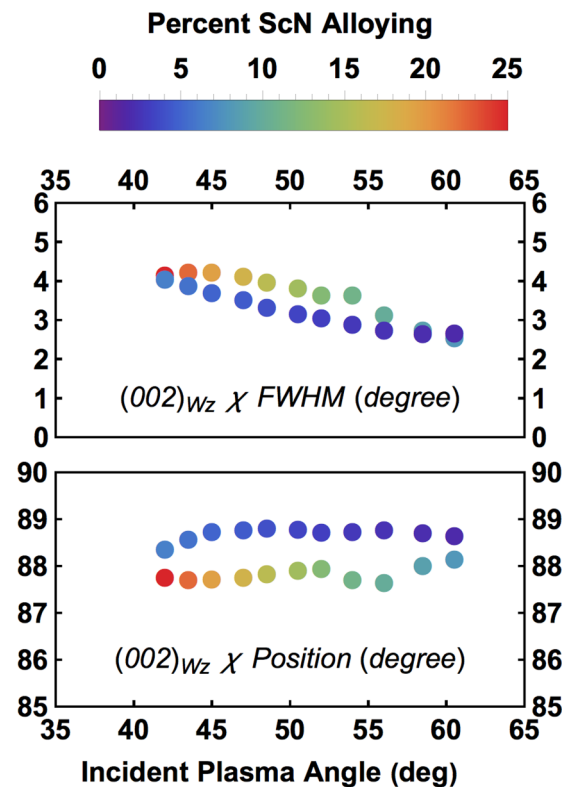 Percent ScN Alloying
0 5 10 15 20 25
35 40 45 50 55 60 65
6 6
5 5
4 4
3 3
2 2
1 1
(002)Wz χ FWHM (degree)
0 0
90 90
89 89
88 88
87 87
86 86
(002)Wz χ Position (degree)
85 85
35 40 45 50 55 60 65
Incident Plasma Angle (deg)